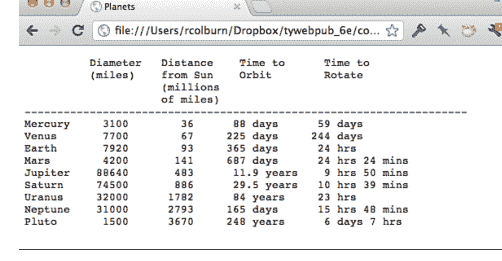 Planets
file:///Users/rcolburn/Dropbox/tywebpub_6e/co...
Diameter Distance Time to Time to
(miles) from Sun Orbit Rotate
(millions
of miles)
Mercury 3100 36 88 days 59 days
Venus 7700 67 225 days 244 days
Earth 7920 93 365 days 24 hrs
Mars 4200 141 687 days 24 hrs 24 mins
Jupiter 88640 483 11.9 years 9 hrs 50 mins
Saturn 74500 886 29.5 years 10 hrs 39 mins
Uranus 32000 1782 84 years 23 hrs
Neptune 31000 2793 165 days 15 hrs 48 mins
Pluto 1500 3670 248 years 6 days 7 hrs